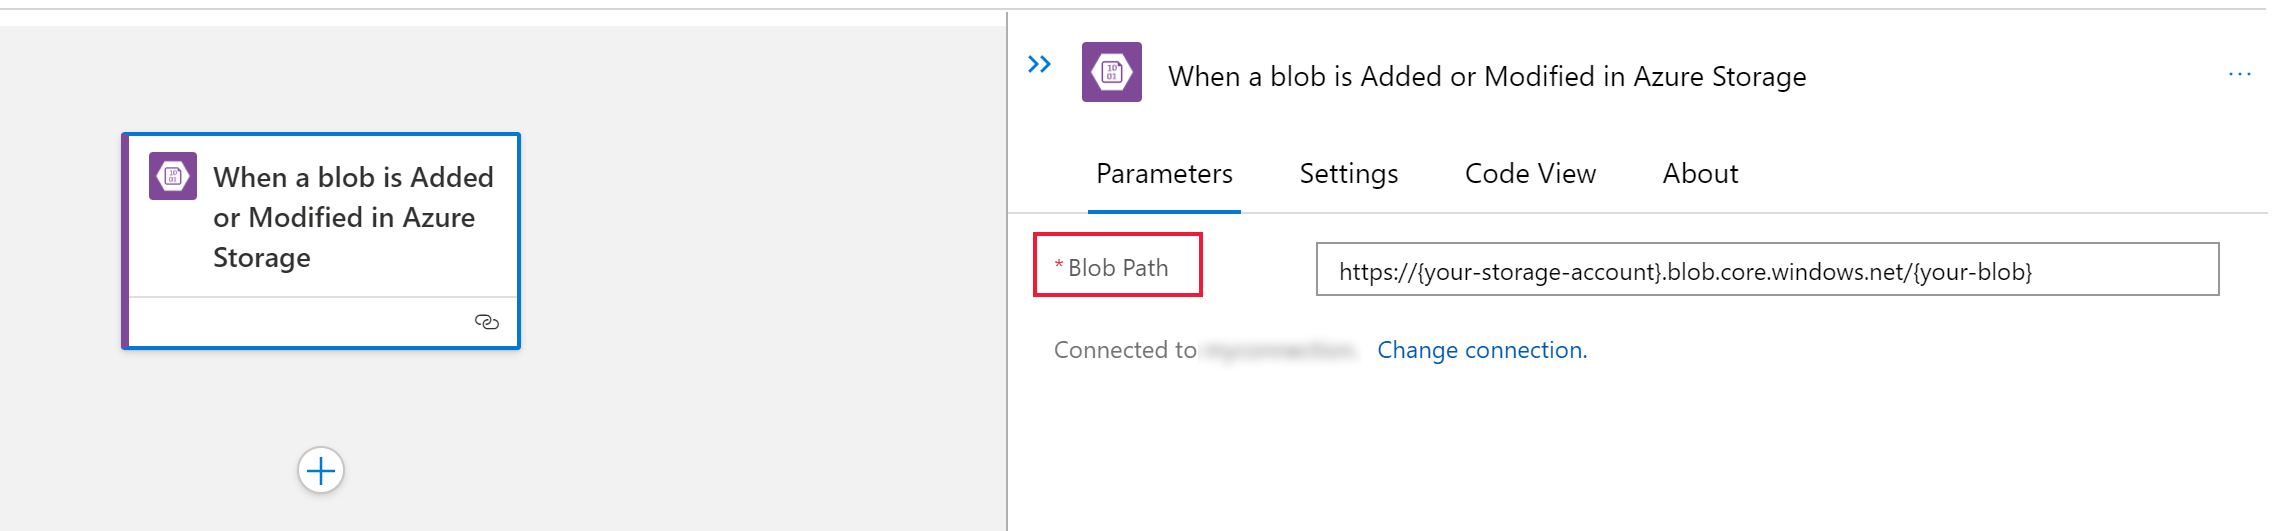 When a blob is Added
or Modified in Azure
Storage
When a blob is Added or Modified in Azure Storage
...
Parameters Settings Code View About
*Blob Path https://{your-storage-account}.blob.core.windows.net/{your-blob}
Connected to Change connection.